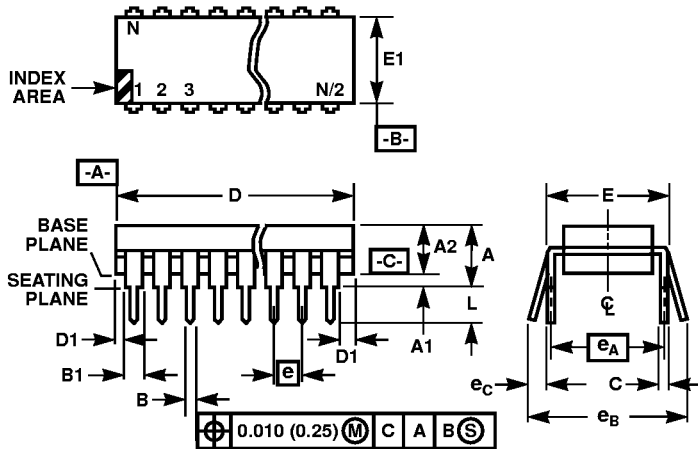 N
E1
INDEX
AREA
1 2 3 N/2
-B-
-A-
D
E
BASE
PLANE
A2
A
-C-
SEATING
PLANE
L
C̲L
D1
A1
D1
eA
B1
e
eC
C
B
eB
0.010 (0.25) M C A B S